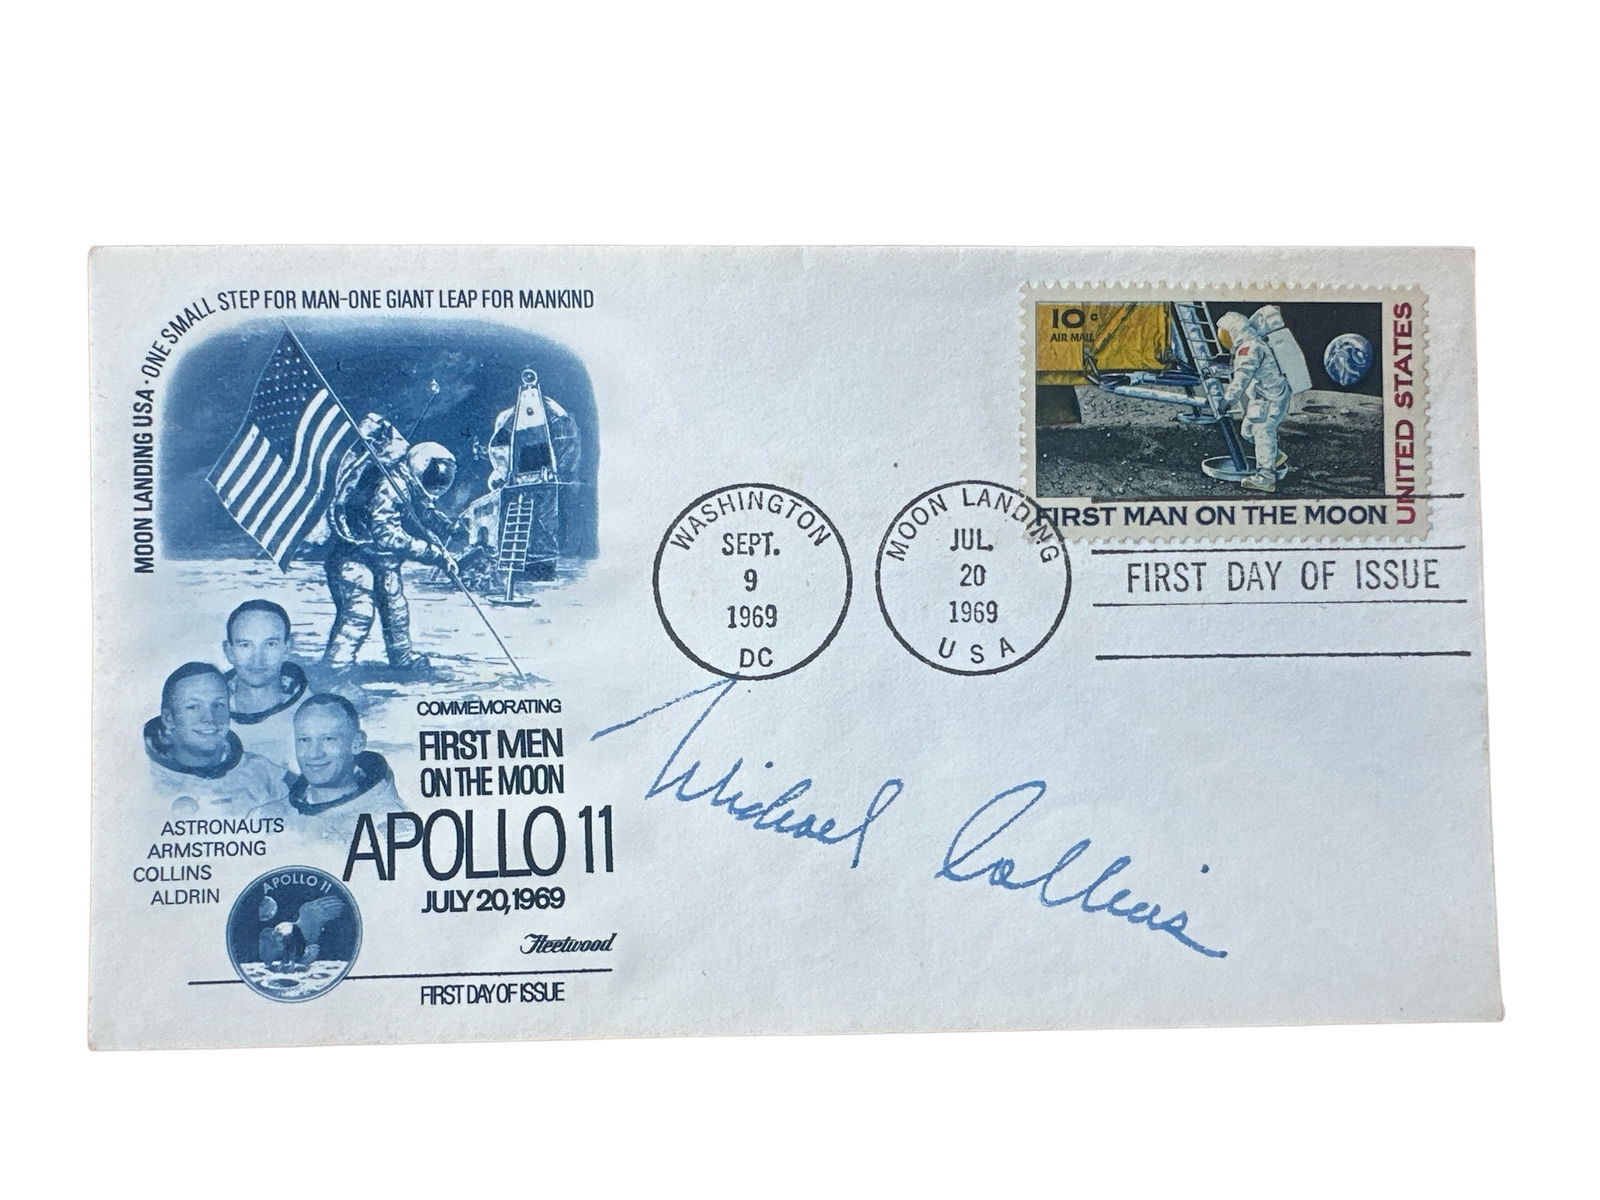 MOON LANDING USA · ONE SMALL STEP FOR MAN-ONE GIANT LEAP FOR MANKIND
10c
AIR MAIL
UNITED STATES
FIRST MAN ON THE MOON
WASHINGTON
SEPT.
9
1969
DC
MOON LANDING
JUL.
20
1969
USA
FIRST DAY OF ISSUE
COMMEMORATING
FIRST MEN
ON THE MOON
APOLLO 11
JULY 20, 1969
ASTRONAUTS
ARMSTRONG
COLLINS
ALDRIN
APOLLO 11
Fleetwood
FIRST DAY OF ISSUE
Michael Collins